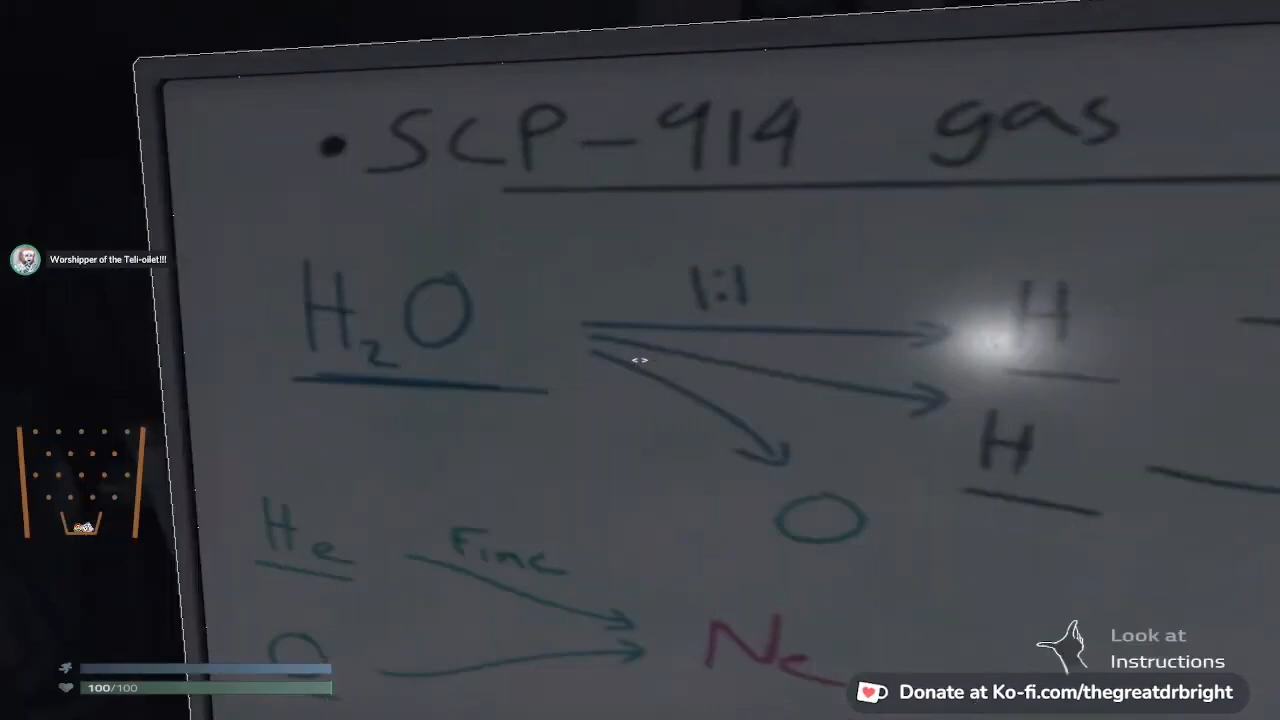 • SCP-914 gas
Worshipper of the Teli-oilet!!!
H₂O 1:1 H
H
O
He Fine
O Ne
Look at
Instructions
100/100
Donate at Ko-fi.com/thegreatdrbright